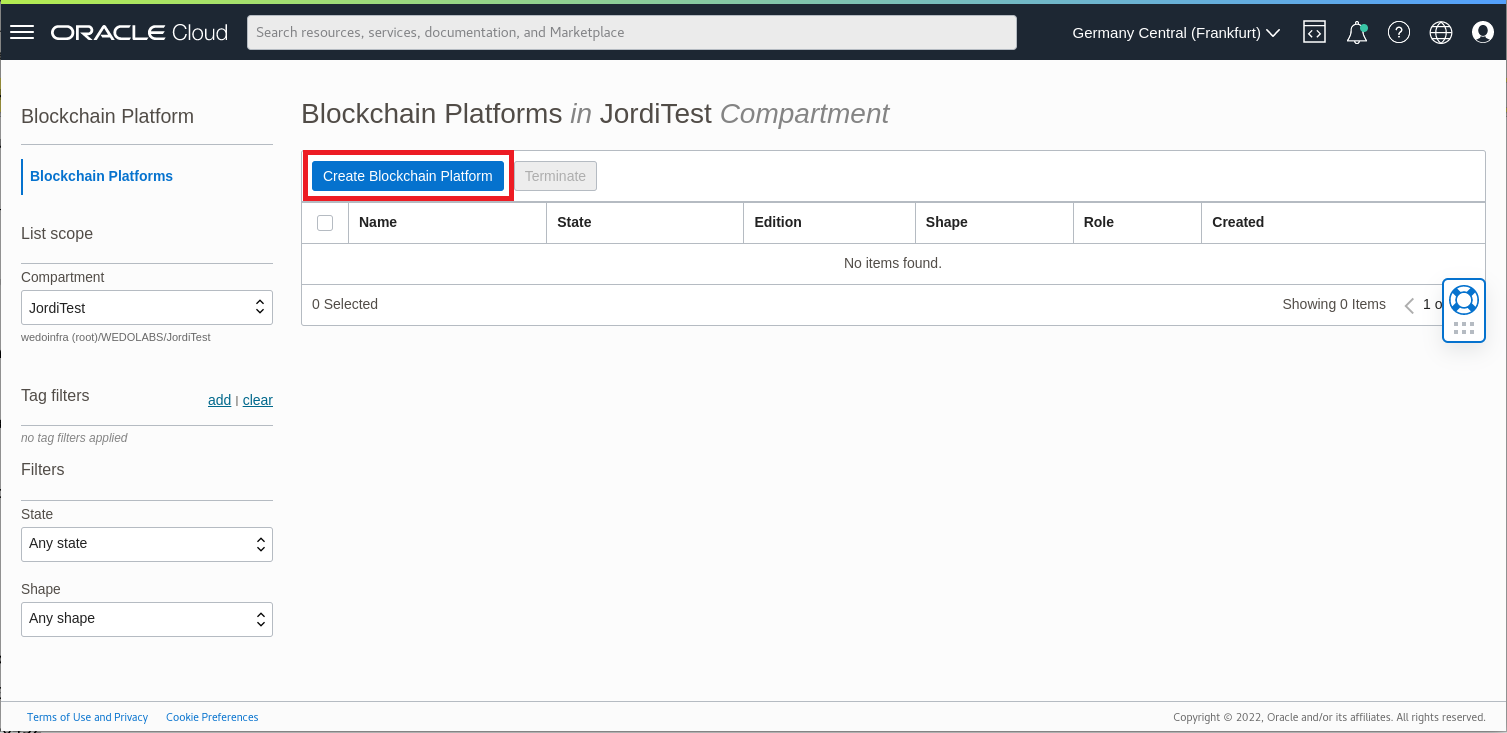 ORACLE Cloud
Search resources, services, documentation, and Marketplace
Germany Central (Frankfurt)
Blockchain Platform
Blockchain Platforms
List scope
Compartment
JordiTest
wedoinfra (root)/WEDOLABS/JordiTest
Tag filters
add | clear
no tag filters applied
Filters
State
Any state
Shape
Any shape
Blockchain Platforms in JordiTest Compartment
Create Blockchain Platform
Terminate
Name State Edition Shape Role Created
No items found.
0 Selected
Showing 0 Items
1
Terms of Use and Privacy
Cookie Preferences
Copyright © 2022, Oracle and/or its affiliates. All rights reserved.